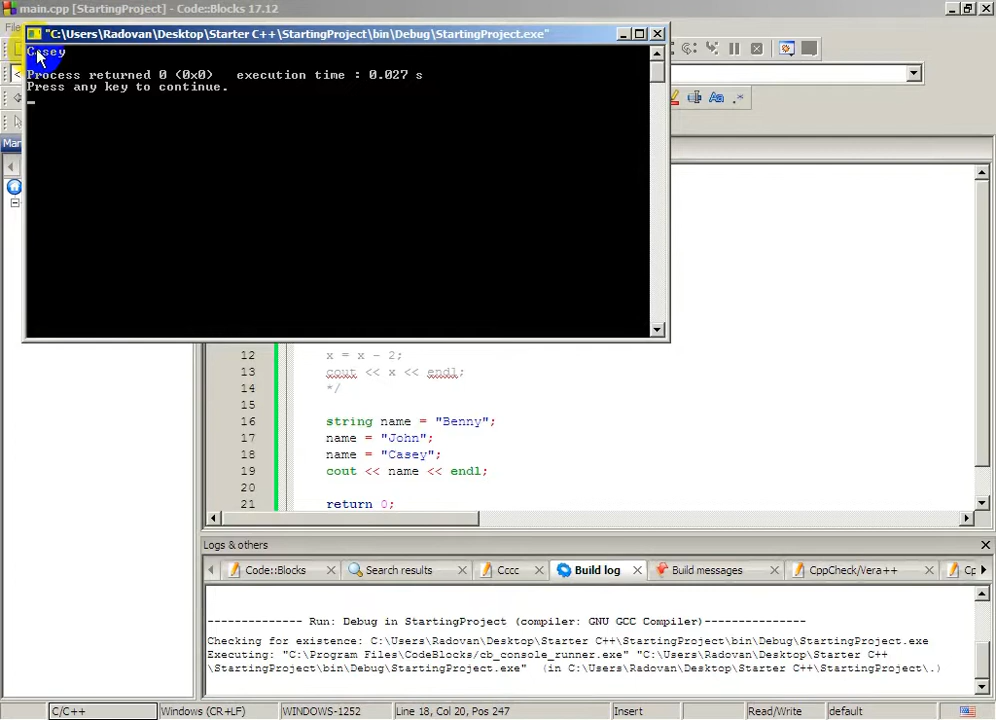 main.cpp [StartingProject] - Code::Blocks 17.12
"C:\Users\Radovan\Desktop\Starter C++\StartingProject\bin\Debug\StartingProject.exe"
Casey
Process returned 0 (0x0)   execution time : 0.027 s
Press any key to continue.
12 x = x - 2;
13 cout << x << endl;
14 */
15
16 string name = "Benny";
17 name = "John";
18 name = "Casey";
19 cout << name << endl;
20
21 return 0;
Logs & others
Code::Blocks Search results Cccc Build log Build messages CppCheck/Vera++
-------------- Run: Debug in StartingProject (compiler: GNU GCC Compiler)---------------
Checking for existence: C:\Users\Radovan\Desktop\Starter C++\StartingProject\bin\Debug\StartingProject.exe
Executing: "C:\Program Files\CodeBlocks/cb_console_runner.exe" "C:\Users\Radovan\Desktop\Starter C++
\StartingProject\bin\Debug\StartingProject.exe"  (in C:\Users\Radovan\Desktop\Starter C++\StartingProject\.)
C/C++ Windows (CR+LF) WINDOWS-1252 Line 18, Col 20, Pos 247 Insert Read/Write default